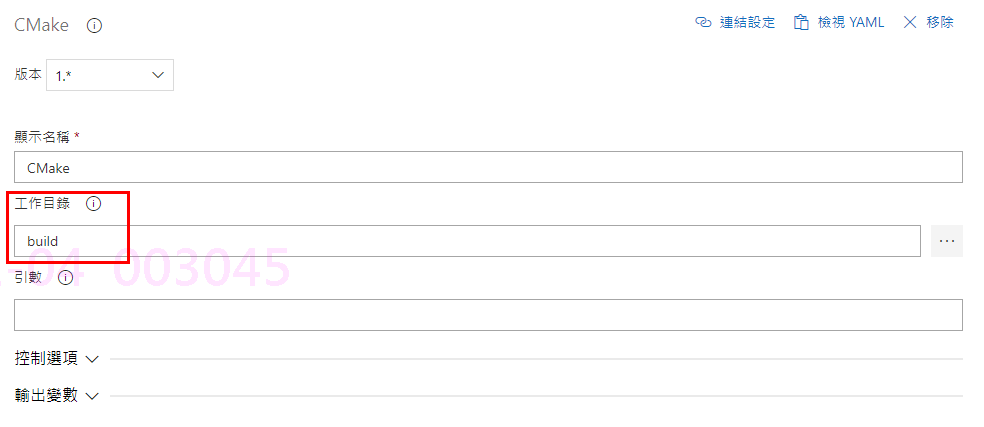 CMake
連結設定 檢視 YAML 移除
版本 1.*
顯示名稱 *
CMake
工作目錄
build
...
-04 003045
引數
控制選項
輸出變數